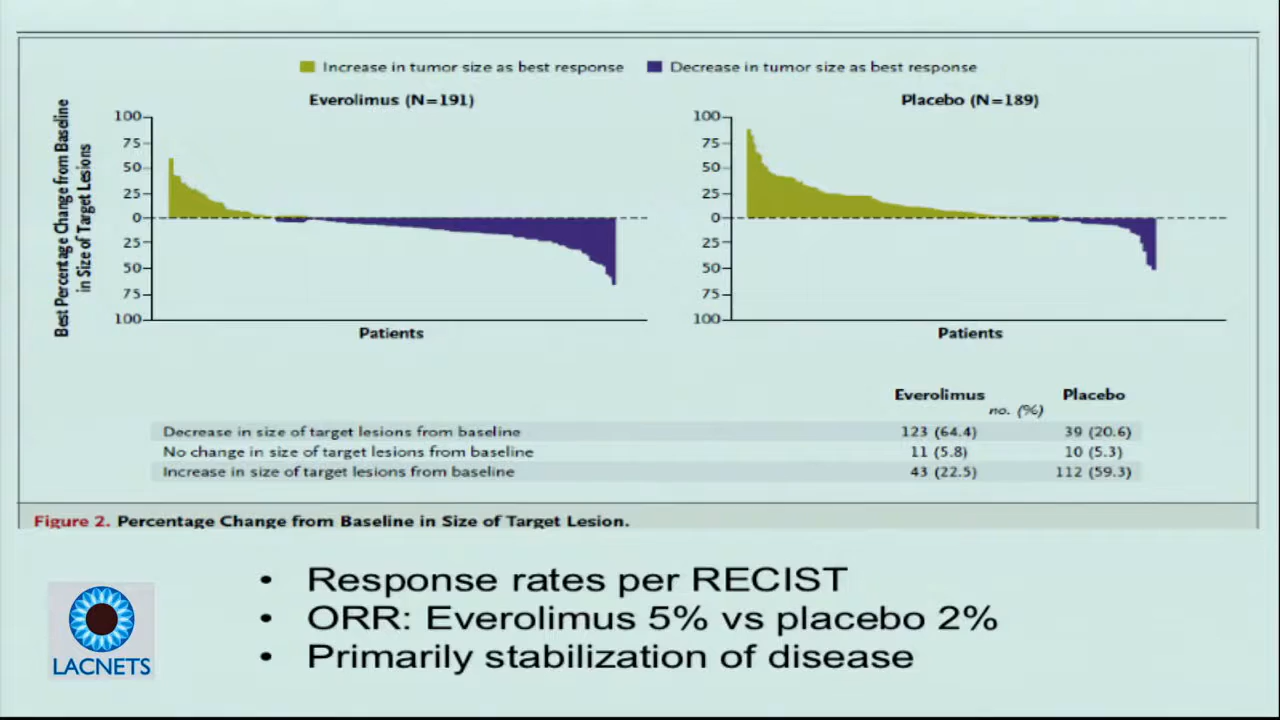 Increase in tumor size as best response Decrease in tumor size as best response
Everolimus (N=191)
Best Percentage Change from Baseline
in Size of Target Lesions
100
75
50
25
0
25
50
75
100
Patients
Placebo (N=189)
100
75
50
25
0
25
50
75
100
Patients
Everolimus Placebo
no. (%)
Decrease in size of target lesions from baseline 123 (64.4) 39 (20.6)
No change in size of target lesions from baseline 11 (5.8) 10 (5.3)
Increase in size of target lesions from baseline 43 (22.5) 112 (59.3)
Figure 2. Percentage Change from Baseline in Size of Target Lesion.
• Response rates per RECIST
• ORR: Everolimus 5% vs placebo 2%
• Primarily stabilization of disease
LACNETS